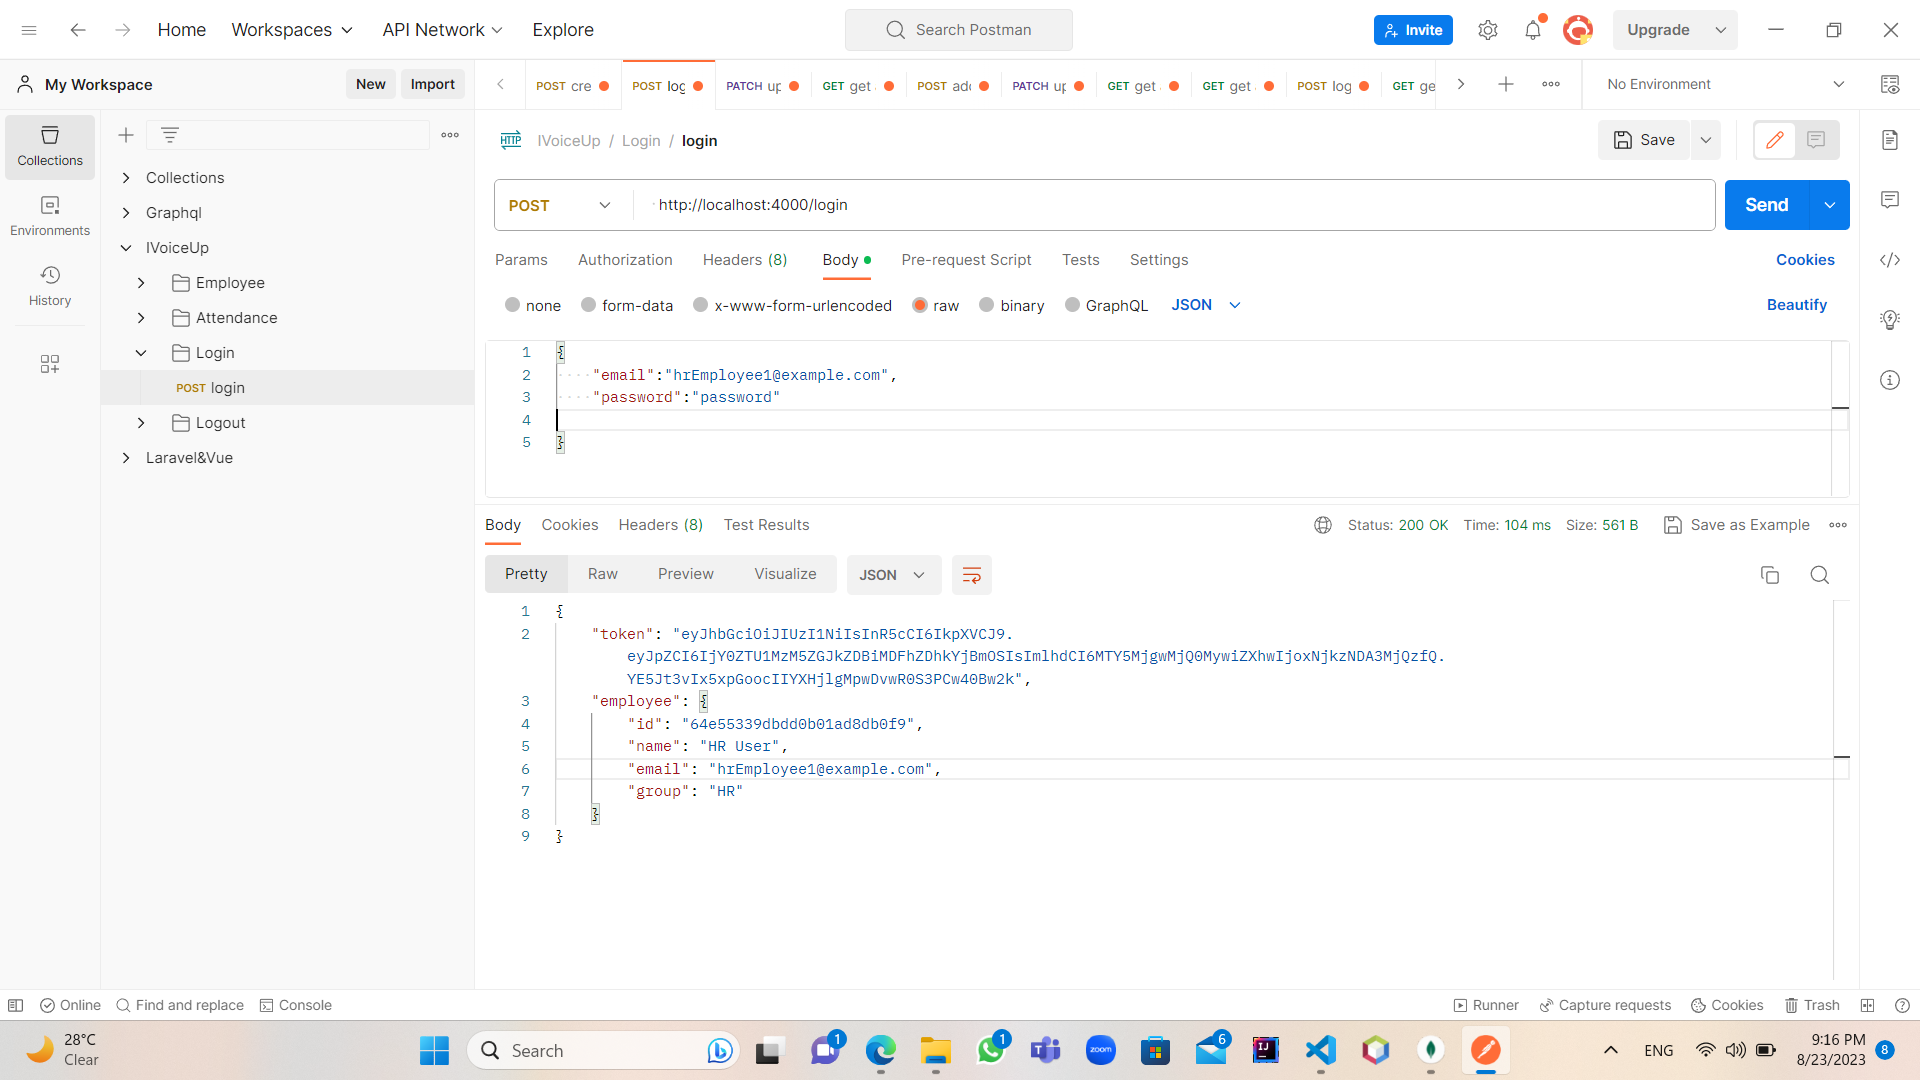 Home
Workspaces
API Network
Explore
Search Postman
Invite
Upgrade
My Workspace
New
Import
POST cre
POST log
PATCH up
GET get
POST add
PATCH up
GET get
GET get
POST log
GET ge
No Environment
Collections
Environments
History
Collections
Graphql
IVoiceUp
Employee
Attendance
Login
POST login
Logout
Laravel&Vue
HTTP IVoiceUp / Login / login
Save
POST
http://localhost:4000/login
Send
Params
Authorization
Headers (8)
Body
Pre-request Script
Tests
Settings
Cookies
none
form-data
x-www-form-urlencoded
raw
binary
GraphQL
JSON
Beautify
1 {
2 "email":"hrEmployee1@example.com",
3 "password":"password"
4
5 }
Body
Cookies
Headers (8)
Test Results
Status: 200 OK
Time: 104 ms
Size: 561 B
Save as Example
Pretty
Raw
Preview
Visualize
JSON
1 {
2 "token": "eyJhbGciOiJIUzI1NiIsInR5cCI6IkpXVCJ9.
eyJpZCI6IjY0ZTU1MzM5ZGJkZDBiMDFhZDhkYjBmOSIsImlhdCI6MTY5MjgwMjQ0MywiZXhwIjoxNjkzNDA3MjQzfQ.
YE5Jt3vIx5xpGoocIIYXHjlgMpwDvwR0S3PCw40Bw2k",
3 "employee": {
4 "id": "64e55339dbdd0b01ad8db0f9",
5 "name": "HR User",
6 "email": "hrEmployee1@example.com",
7 "group": "HR"
8 }
9 }
Online
Find and replace
Console
Runner
Capture requests
Cookies
Trash
28°C
Clear
Search
1
1
zoom
6
IJ
ENG
9:16 PM
8/23/2023
8